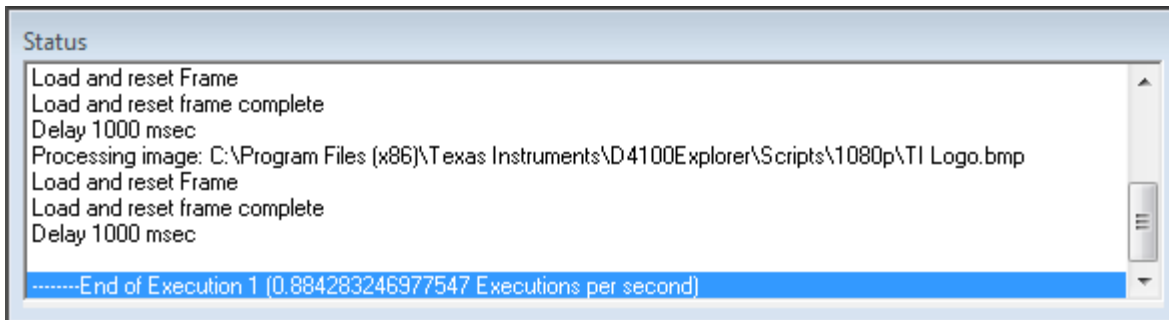 Status
Load and reset Frame
Load and reset frame complete
Delay 1000 msec
Processing image: C:\Program Files (x86)\Texas Instruments\D4100Explorer\Scripts\1080p\TI Logo.bmp
Load and reset Frame
Load and reset frame complete
Delay 1000 msec
--------End of Execution 1 (0.884283246977547 Executions per second)